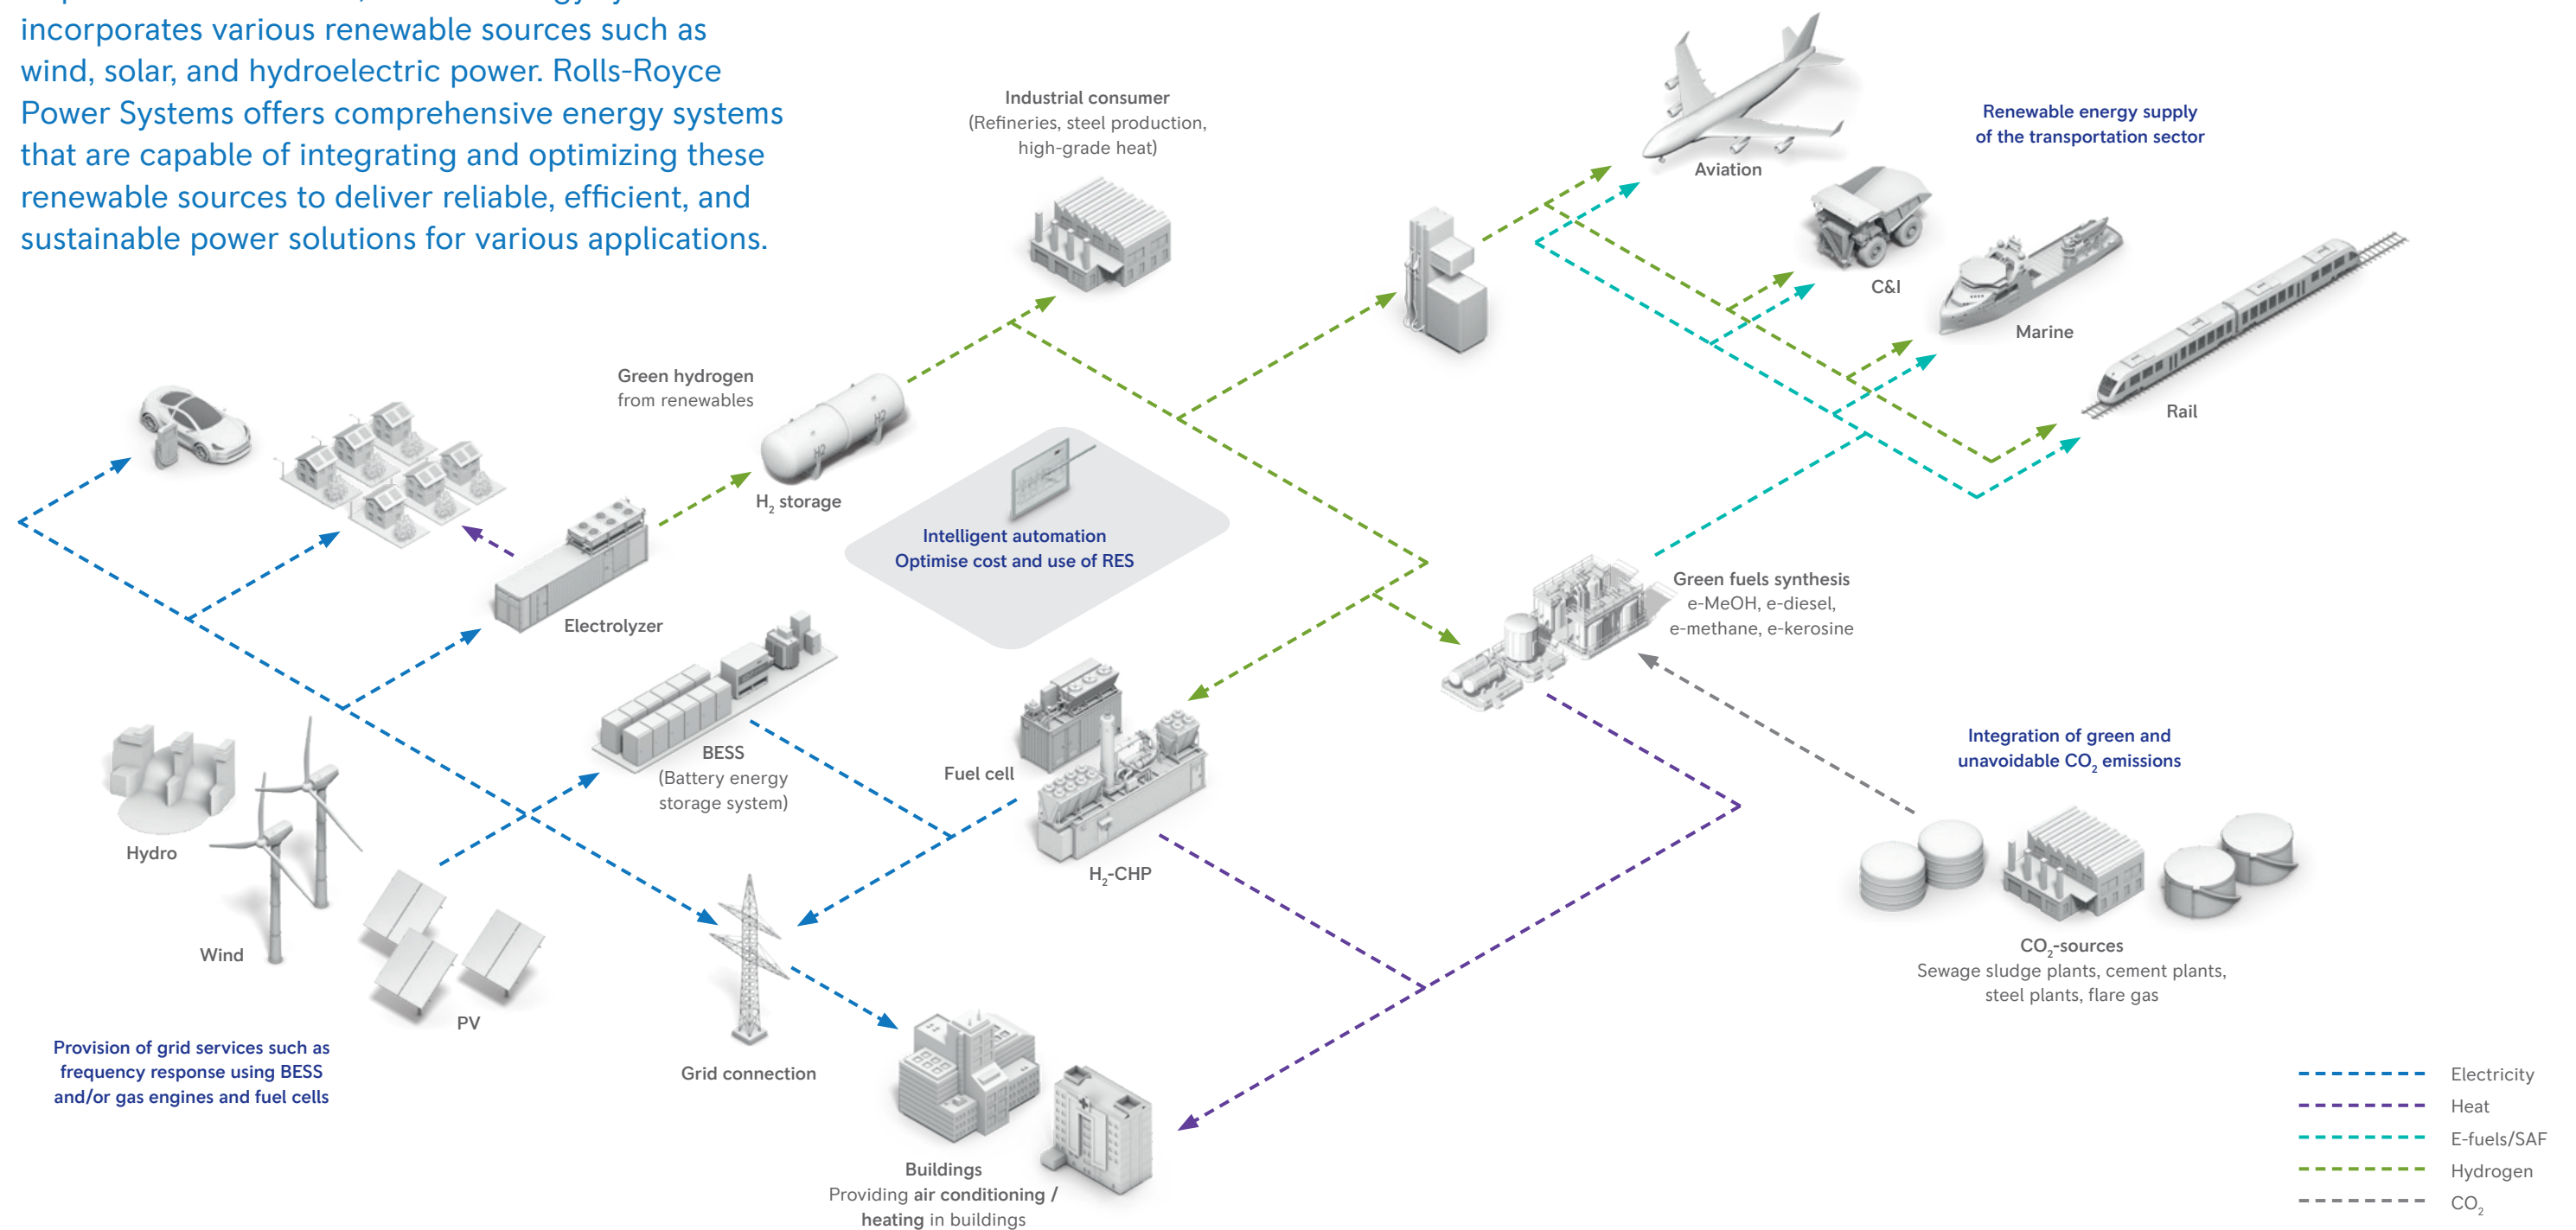 incorporates various renewable sources such as
wind, solar, and hydroelectric power. Rolls-Royce
Power Systems offers comprehensive energy systems
that are capable of integrating and optimizing these
renewable sources to deliver reliable, efficient, and
sustainable power solutions for various applications.
Industrial consumer
(Refineries, steel production,
high-grade heat)
Aviation
Renewable energy supply
of the transportation sector
C&I
Marine
Rail
Green hydrogen
from renewables
H2
H2
H₂ storage
Intelligent automation
Optimise cost and use of RES
Electrolyzer
Green fuels synthesis
e-MeOH, e-diesel,
e-methane, e-kerosine
BESS
(Battery energy
storage system)
Fuel cell
H₂-CHP
Integration of green and
unavoidable CO₂ emissions
Hydro
Wind
PV
CO₂-sources
Sewage sludge plants, cement plants,
steel plants, flare gas
Provision of grid services such as
frequency response using BESS
and/or gas engines and fuel cells
Grid connection
Buildings
Providing air conditioning /
heating in buildings
Electricity
Heat
E-fuels/SAF
Hydrogen
CO₂